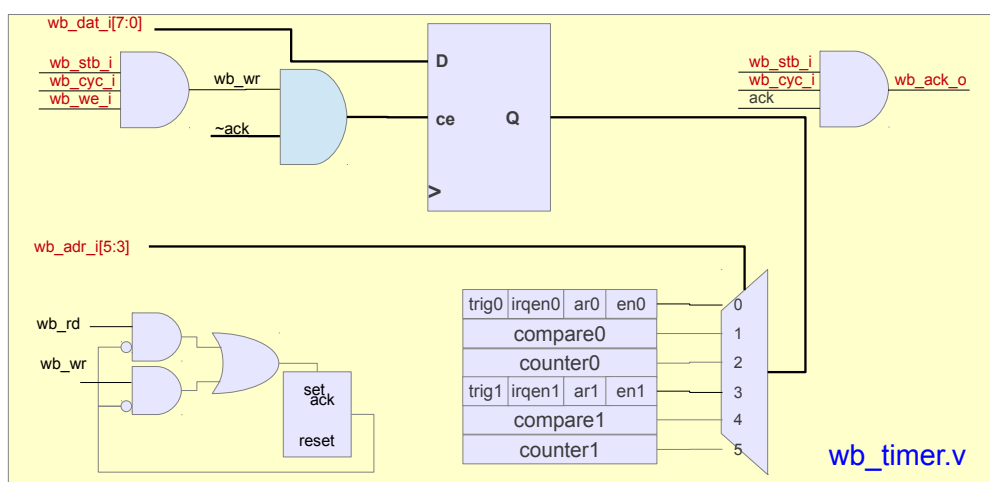 wb_dat_i[7:0]
wb_stb_i
wb_cyc_i
wb_we_i
wb_wr
~ack
D
ce
Q
>
wb_stb_i
wb_cyc_i
ack
wb_ack_o
wb_adr_i[5:3]
wb_rd
wb_wr
set
ack
reset
trig0 irqen0 ar0 en0 0
compare0 1
counter0 2
trig1 irqen1 ar1 en1 3
compare1 4
counter1 5
wb_timer.v